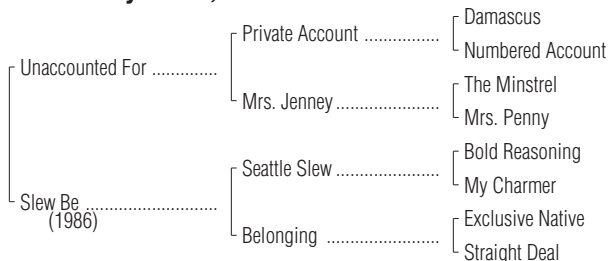 Damascus
Private Account ................
Numbered Account
Unaccounted For .............
The Minstrel
Mrs. Jenney ......................
Mrs. Penny
Bold Reasoning
Seattle Slew ......................
My Charmer
Slew Be ............................
(1986)
Exclusive Native
Belonging ........................
Straight Deal